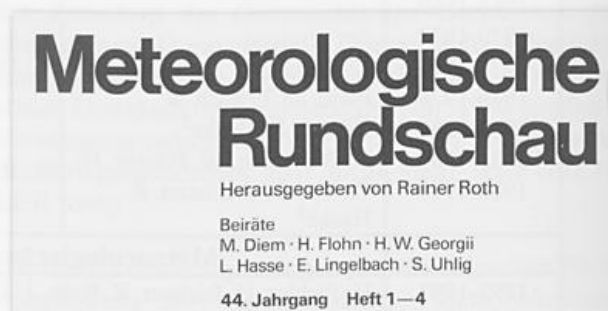 Meteorologische
Rundschau
Herausgegeben von Rainer Roth
Beiräte
M. Diem · H. Flohn · H. W. Georgii
L. Hasse · E. Lingelbach · S. Uhlig
44. Jahrgang Heft 1—4